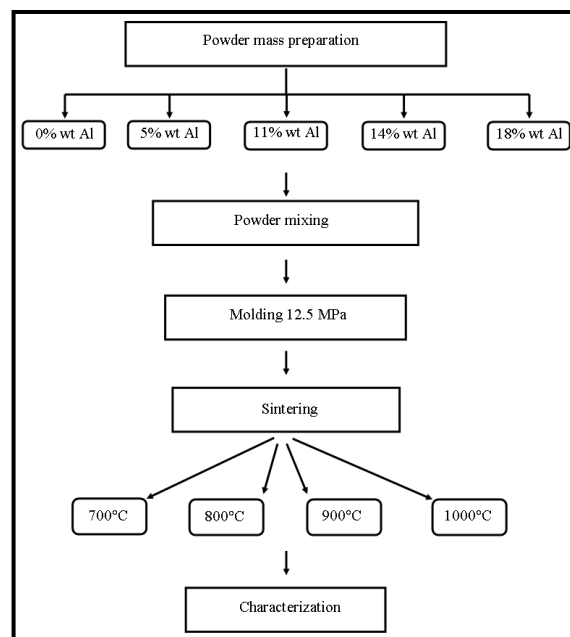 Powder mass preparation
0% wt Al
5% wt Al
11% wt Al
14% wt Al
18% wt Al
Powder mixing
Molding 12.5 MPa
Sintering
700°C
800°C
900°C
1000°C
Characterization